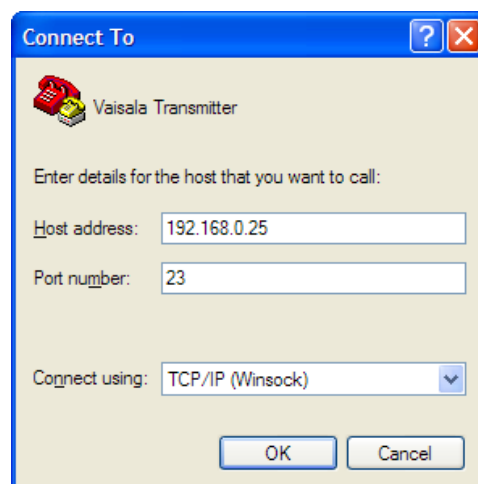 Connect To
Vaisala Transmitter
Enter details for the host that you want to call:
Host address: 192.168.0.25
Port number: 23
Connect using: TCP/IP (Winsock)
OK Cancel